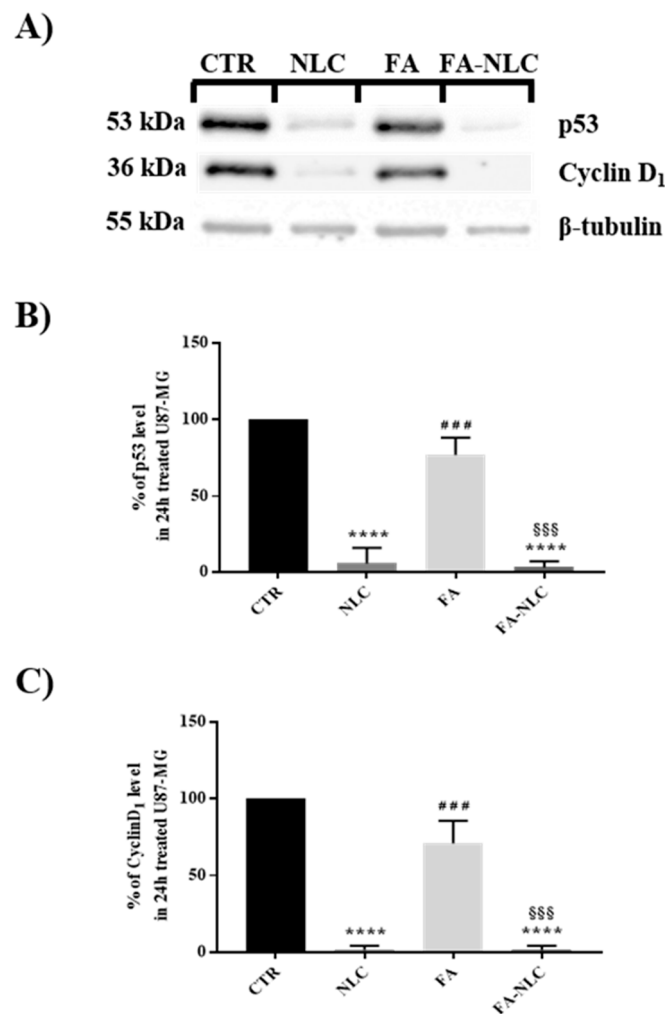 A)
CTR NLC FA FA-NLC
53 kDa p53
36 kDa Cyclin D1
55 kDa β-tubulin
B)
% of p53 level
in 24h treated U87-MG
150
100
50
0
****
###
§§§
****
CTR
NLC
FA
FA-NLC
C)
% of CyclinD1 level
in 24h treated U87-MG
150
100
50
0
****
###
§§§
****
CTR
NLC
FA
FA-NLC